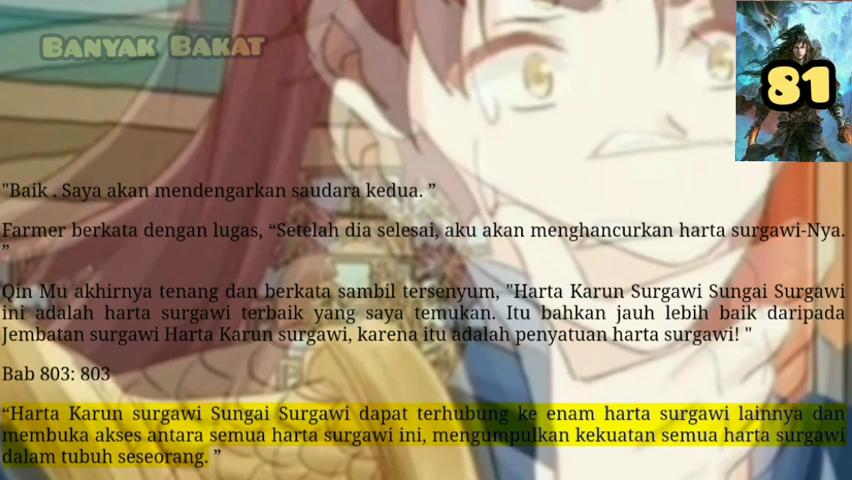 BANYAK BAKAT
81
"Baik . Saya akan mendengarkan saudara kedua. ”
Farmer berkata dengan lugas, “Setelah dia selesai, aku akan menghancurkan harta surgawi-Nya.
”
Qin Mu akhirnya tenang dan berkata sambil tersenyum, "Harta Karun Surgawi Sungai Surgawi
ini adalah harta surgawi terbaik yang saya temukan. Itu bahkan jauh lebih baik daripada
Jembatan surgawi Harta Karun surgawi, karena itu adalah penyatuan harta surgawi! "
Bab 803: 803
“Harta Karun surgawi Sungai Surgawi dapat terhubung ke enam harta surgawi lainnya dan
membuka akses antara semua harta surgawi ini, mengumpulkan kekuatan semua harta surgawi
dalam tubuh seseorang. ”